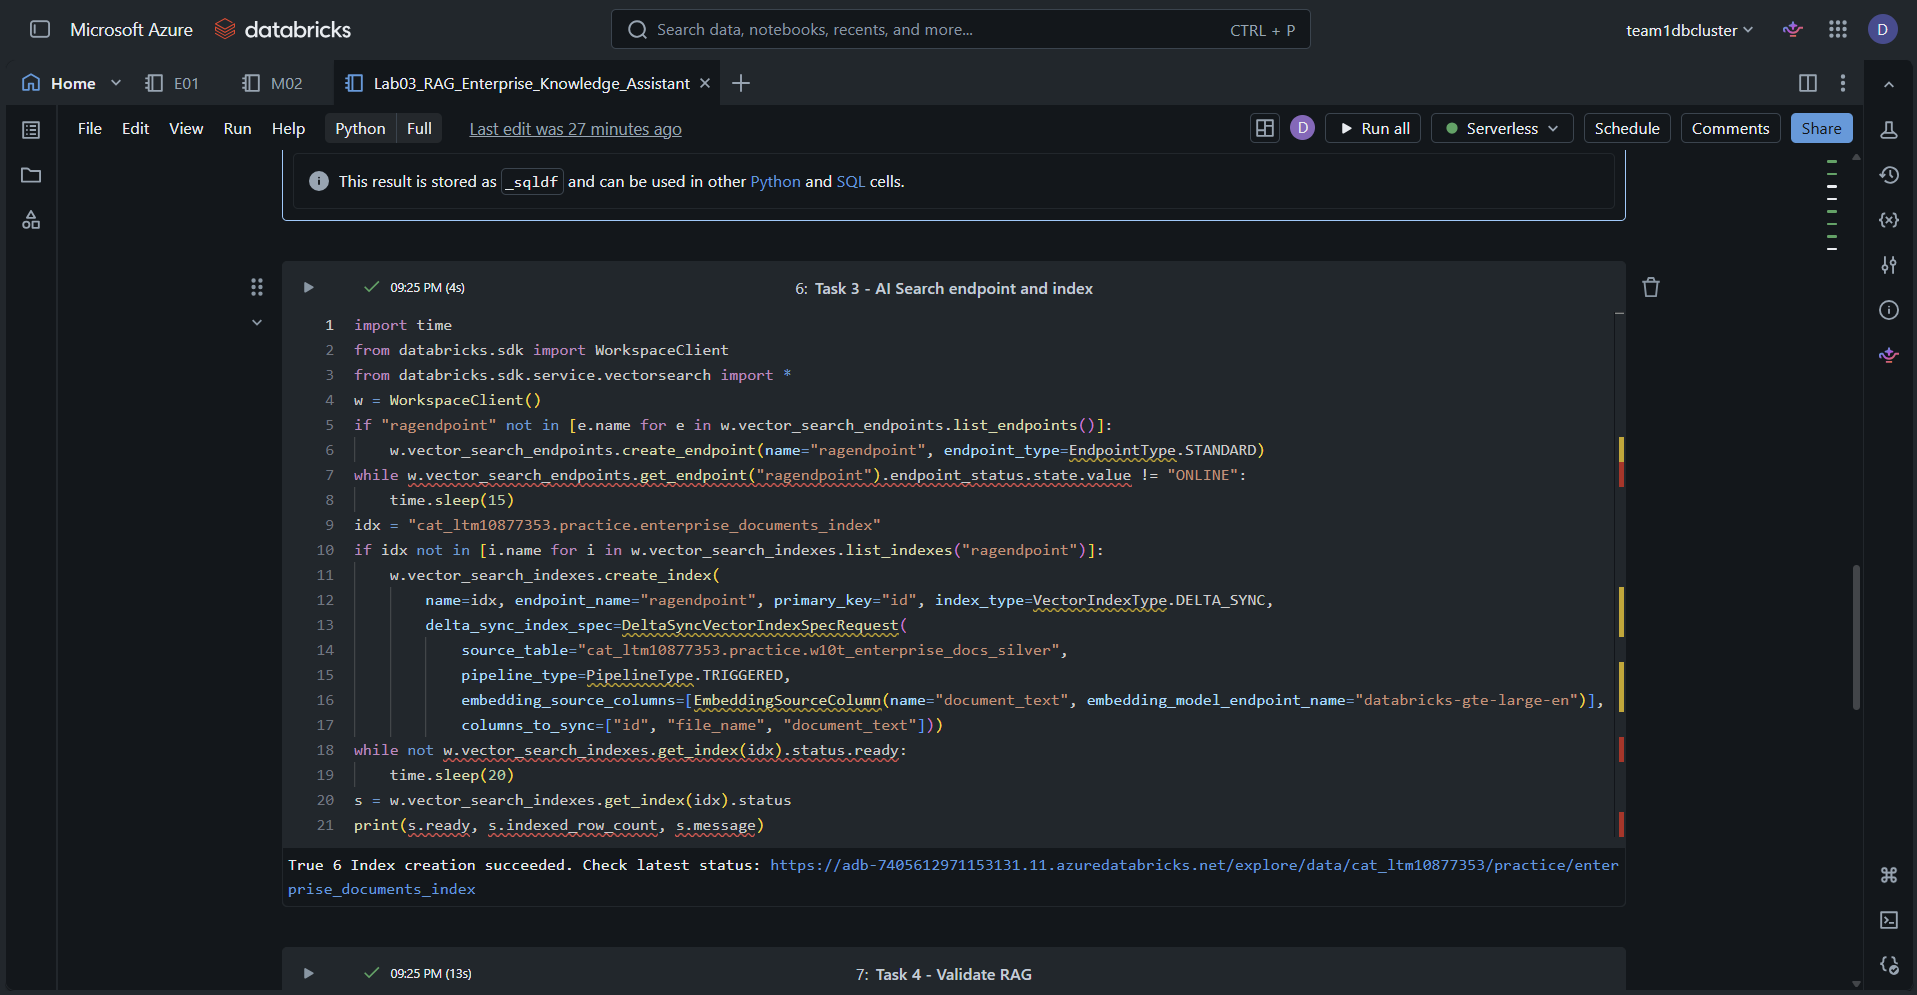 Microsoft Azure databricks Search data, notebooks, recents, and more... CTRL + P team1dbcluster D
Home E01 M02 Lab03_RAG_Enterprise_Knowledge_Assistant
File Edit View Run Help Python Full Last edit was 27 minutes ago D Run all Serverless Schedule Comments Share
This result is stored as _sqldf and can be used in other Python and SQL cells.
09:25 PM (4s) 6: Task 3 - AI Search endpoint and index
1 import time
2 from databricks.sdk import WorkspaceClient
3 from databricks.sdk.service.vectorsearch import *
4 w = WorkspaceClient()
5 if "ragendpoint" not in [e.name for e in w.vector_search_endpoints.list_endpoints()]:
6     w.vector_search_endpoints.create_endpoint(name="ragendpoint", endpoint_type=EndpointType.STANDARD)
7 while w.vector_search_endpoints.get_endpoint("ragendpoint").endpoint_status.state.value != "ONLINE":
8     time.sleep(15)
9 idx = "cat_ltm10877353.practice.enterprise_documents_index"
10 if idx not in [i.name for i in w.vector_search_indexes.list_indexes("ragendpoint")]:
11     w.vector_search_indexes.create_index(
12         name=idx, endpoint_name="ragendpoint", primary_key="id", index_type=VectorIndexType.DELTA_SYNC,
13         delta_sync_index_spec=DeltaSyncVectorIndexSpecRequest(
14             source_table="cat_ltm10877353.practice.w10t_enterprise_docs_silver",
15             pipeline_type=PipelineType.TRIGGERED,
16             embedding_source_columns=[EmbeddingSourceColumn(name="document_text", embedding_model_endpoint_name="databricks-gte-large-en")],
17             columns_to_sync=["id", "file_name", "document_text"]))
18 while not w.vector_search_indexes.get_index(idx).status.ready:
19     time.sleep(20)
20 s = w.vector_search_indexes.get_index(idx).status
21 print(s.ready, s.indexed_row_count, s.message)
True 6 Index creation succeeded. Check latest status: https://adb-7405612971153131.11.azuredatabricks.net/explore/data/cat_ltm10877353/practice/enter
prise_documents_index
09:25 PM (13s) 7: Task 4 - Validate RAG